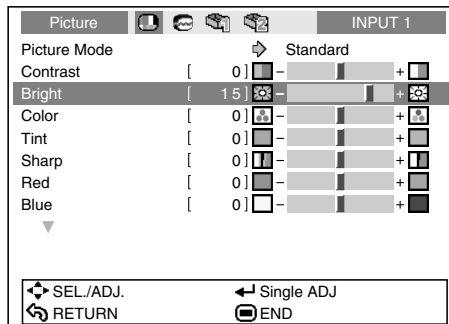 Picture INPUT 1
Picture Mode Standard
Contrast [ 0 ] – +
Bright [ 15 ] – +
Color [ 0 ] – +
Tint [ 0 ] – +
Sharp [ 0 ] – +
Red [ 0 ] – +
Blue [ 0 ] – +
SEL./ADJ. Single ADJ
RETURN END